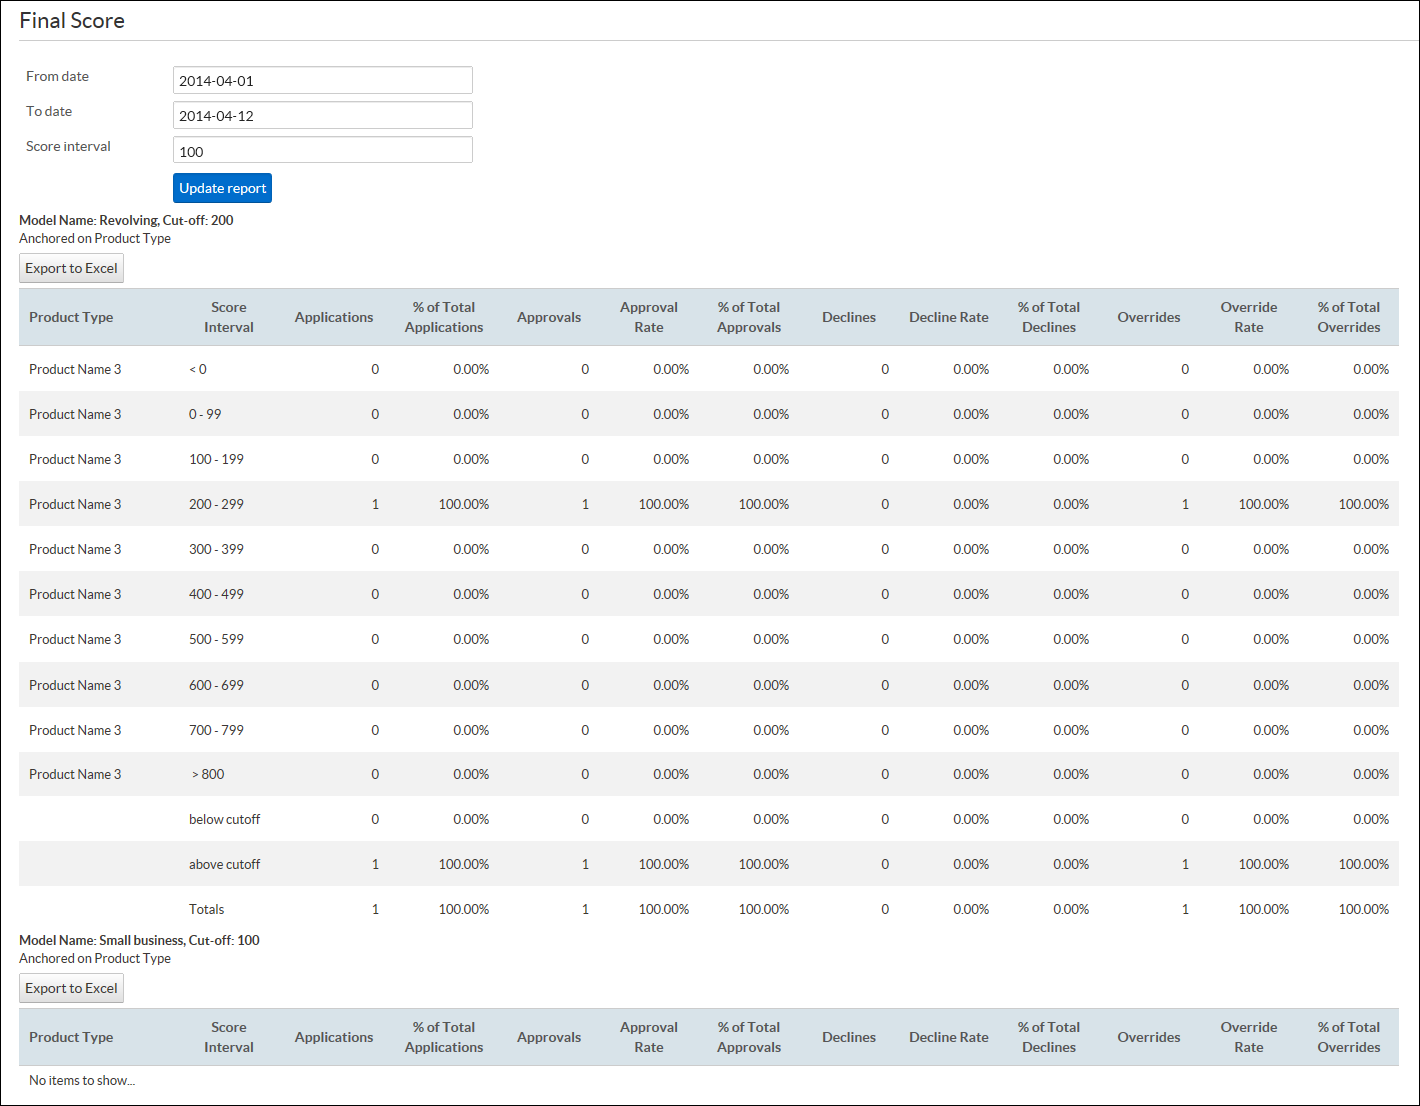 Final Score
From date 2014-04-01
To date 2014-04-12
Score interval 100
Update report
Model Name: Revolving, Cut-off: 200
Anchored on Product Type
Export to Excel
Product Type Score Interval Applications % of Total Applications Approvals Approval Rate % of Total Approvals Declines Decline Rate % of Total Declines Overrides Override Rate % of Total Overrides
Product Name 3 < 0 0 0.00% 0 0.00% 0.00% 0 0.00% 0.00% 0 0.00% 0.00%
Product Name 3 0 - 99 0 0.00% 0 0.00% 0.00% 0 0.00% 0.00% 0 0.00% 0.00%
Product Name 3 100 - 199 0 0.00% 0 0.00% 0.00% 0 0.00% 0.00% 0 0.00% 0.00%
Product Name 3 200 - 299 1 100.00% 1 100.00% 100.00% 0 0.00% 0.00% 1 100.00% 100.00%
Product Name 3 300 - 399 0 0.00% 0 0.00% 0.00% 0 0.00% 0.00% 0 0.00% 0.00%
Product Name 3 400 - 499 0 0.00% 0 0.00% 0.00% 0 0.00% 0.00% 0 0.00% 0.00%
Product Name 3 500 - 599 0 0.00% 0 0.00% 0.00% 0 0.00% 0.00% 0 0.00% 0.00%
Product Name 3 600 - 699 0 0.00% 0 0.00% 0.00% 0 0.00% 0.00% 0 0.00% 0.00%
Product Name 3 700 - 799 0 0.00% 0 0.00% 0.00% 0 0.00% 0.00% 0 0.00% 0.00%
Product Name 3 > 800 0 0.00% 0 0.00% 0.00% 0 0.00% 0.00% 0 0.00% 0.00%
below cutoff 0 0.00% 0 0.00% 0.00% 0 0.00% 0.00% 0 0.00% 0.00%
above cutoff 1 100.00% 1 100.00% 100.00% 0 0.00% 0.00% 1 100.00% 100.00%
Totals 1 100.00% 1 100.00% 100.00% 0 0.00% 0.00% 1 100.00% 100.00%
Model Name: Small business, Cut-off: 100
Anchored on Product Type
Export to Excel
Product Type Score Interval Applications % of Total Applications Approvals Approval Rate % of Total Approvals Declines Decline Rate % of Total Declines Overrides Override Rate % of Total Overrides
No items to show...